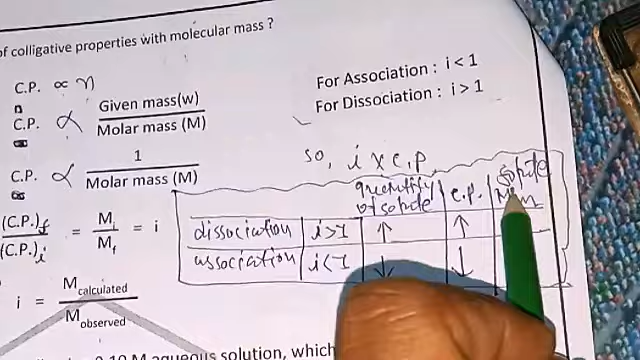 of colligative properties with molecular mass ?
C.P. ∝ n
C.P. ∝ Given mass(w) / Molar mass (M)
C.P. ∝ 1 / Molar mass (M)
(C.P.)f / (C.P.)i = Mi / Mf = i
i = Mcalculated / Mobserved
For Association : i < 1
For Dissociation : i > 1
so, i × C.P.
quantity of solute | C.P. | solute M
dissociation | i>1 | ↑ | ↑
association | i<1 | ↓ | ↓
0.10 M aqueous solution, which